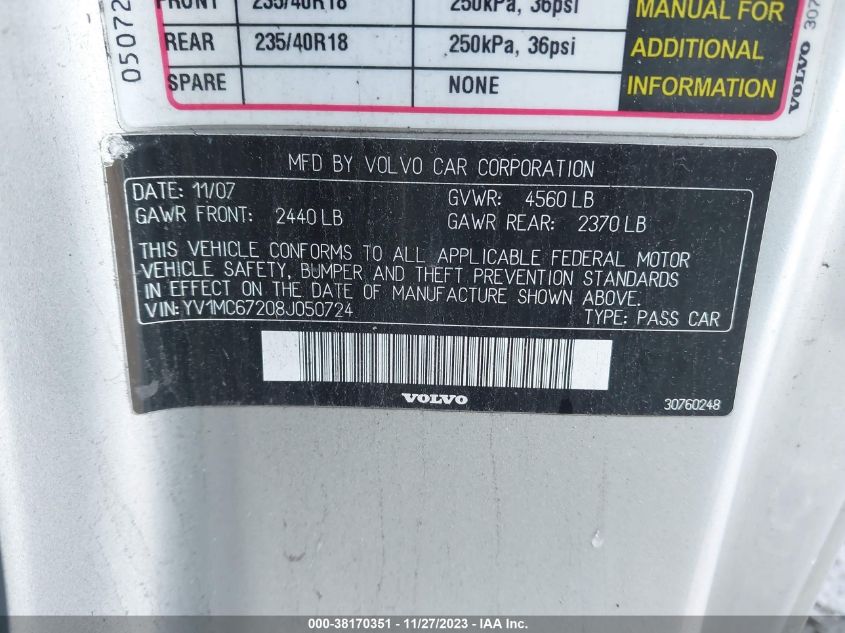 FRONT 235/40R18 250kPa, 36psi MANUAL FOR
REAR 235/40R18 250kPa, 36psi ADDITIONAL
SPARE NONE INFORMATION
05072
VOLVO 307
MFD BY VOLVO CAR CORPORATION
DATE: 11/07 GVWR: 4560 LB
GAWR FRONT: 2440 LB GAWR REAR: 2370 LB
THIS VEHICLE CONFORMS TO ALL APPLICABLE FEDERAL MOTOR
VEHICLE SAFETY, BUMPER AND THEFT PREVENTION STANDARDS
IN EFFECT ON THE DATE OF MANUFACTURE SHOWN ABOVE.
VIN:YV1MC67208J050724 TYPE: PASS CAR
VOLVO 30760248
000-38170351 - 11/27/2023 - IAA Inc.